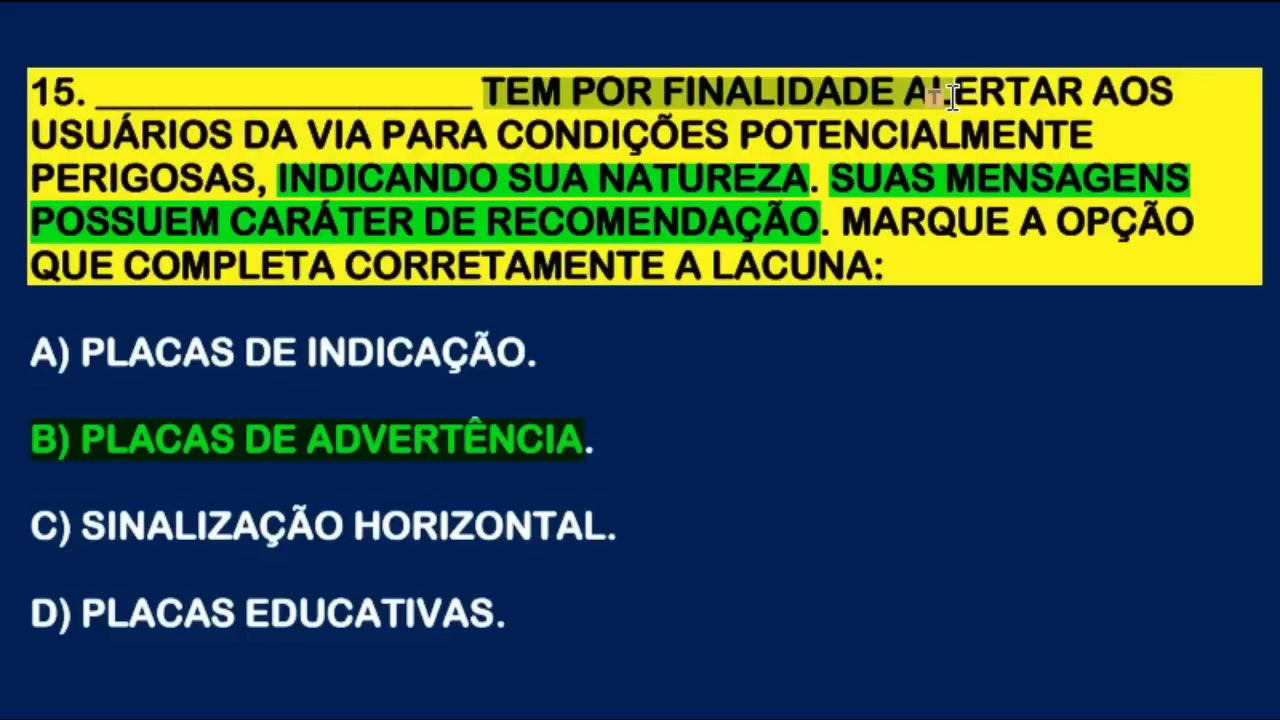 15. ____________________ TEM POR FINALIDADE ALERTAR AOS
USUÁRIOS DA VIA PARA CONDIÇÕES POTENCIALMENTE
PERIGOSAS, INDICANDO SUA NATUREZA. SUAS MENSAGENS
POSSUEM CARÁTER DE RECOMENDAÇÃO. MARQUE A OPÇÃO
QUE COMPLETA CORRETAMENTE A LACUNA:
A) PLACAS DE INDICAÇÃO.
B) PLACAS DE ADVERTÊNCIA.
C) SINALIZAÇÃO HORIZONTAL.
D) PLACAS EDUCATIVAS.